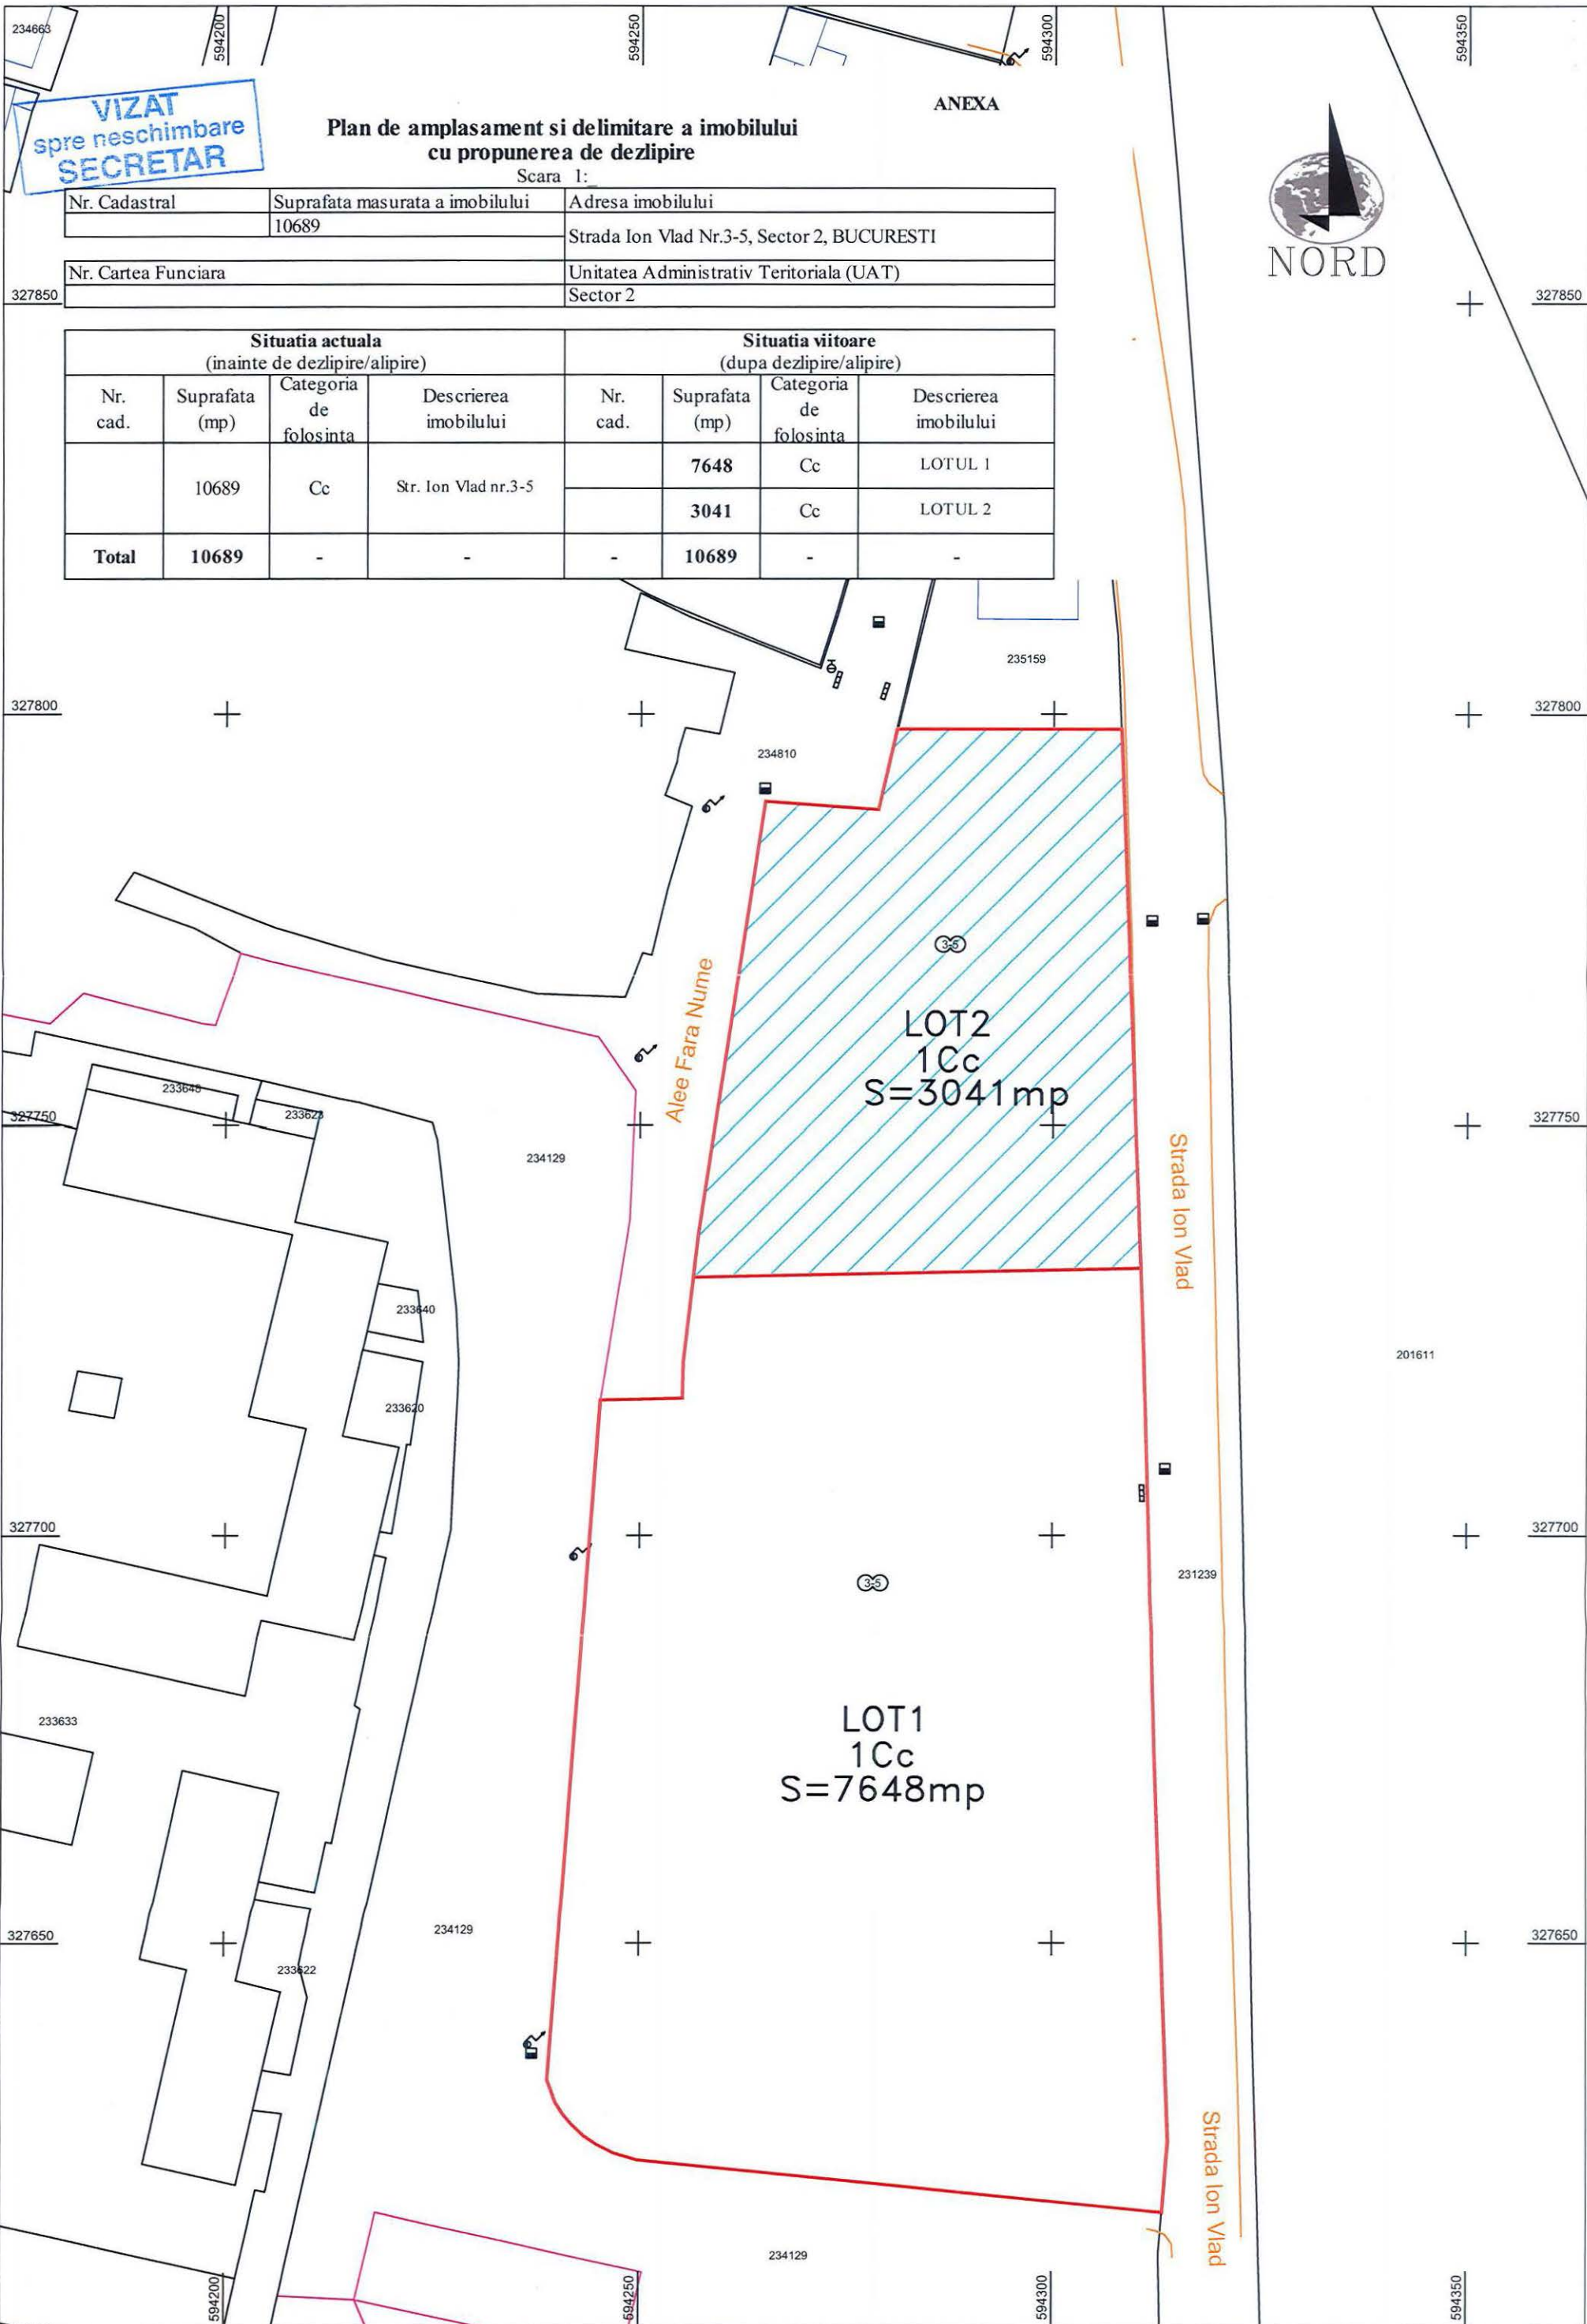 234663
594200
594250
594300
594350
VIZAT
spre neschimbare
SECRETAR
ANEXA
Plan de amplasament si delimitare a imobilului
cu propunerea de dezlipire
Scara 1:_
NORD
Nr. Cadastral Suprafata masurata a imobilului Adresa imobilului
10689
Strada Ion Vlad Nr.3-5, Sector 2, BUCURESTI
Nr. Cartea Funciara Unitatea Administrativ Teritoriala (UAT)
Sector 2
327850 327850
Situatia actuala Situatia viitoare
(inainte de dezlipire/alipire) (dupa dezlipire/alipire)
Nr. cad. Suprafata (mp) Categoria de folosinta Descrierea imobilului Nr. cad. Suprafata (mp) Categoria de folosinta Descrierea imobilului
10689 Cc Str. Ion Vlad nr.3-5
7648 Cc LOTUL 1
3041 Cc LOTUL 2
Total 10689 - - - 10689 - -
235159
327800 327800
234810
3-5
Alee Fara Nume
LOT2
1Cc
S=3041mp
233648
233623
327750 327750
234129
Strada Ion Vlad
233640
201611
233620
327700 327700
231239
3-5
LOT1
1Cc
S=7648mp
233633
234129
327650 327650
233622
Strada Ion Vlad
234129
594200
594250
594300
594350